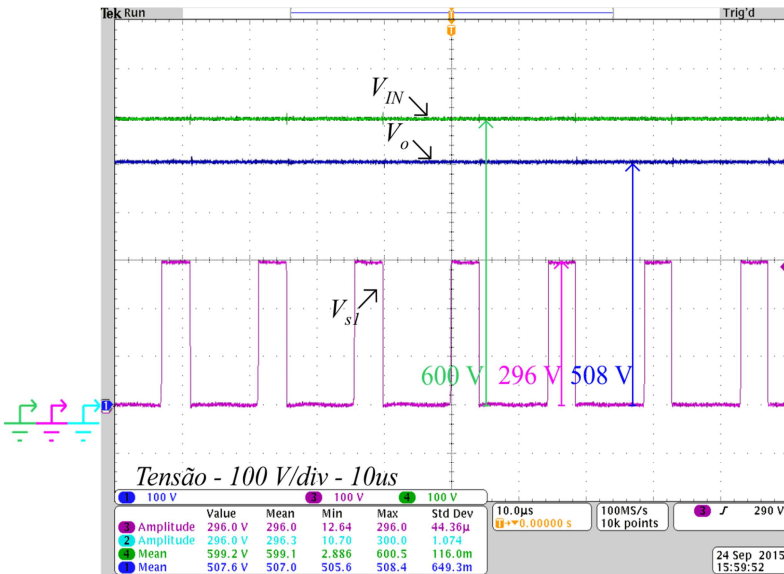 Tek Run Trig'd
T
T
V_IN
V_o
V_s1
600 V 296 V 508 V
1
Tensão - 100 V/div - 10us
1 100 V 3 100 V 4 100 V
Value Mean Min Max Std Dev
3 Amplitude 296.0 V 296.0 12.64 296.0 44.36µ
2 Amplitude 296.0 V 296.3 10.70 300.0 1.074
4 Mean 599.2 V 599.1 2.886 600.5 116.0m
1 Mean 507.6 V 507.0 505.6 508.4 649.3m
10.0µs
T→▼0.00000 s
100MS/s
10k points
3 ʃ 290 V
24 Sep 2015
15:59:52